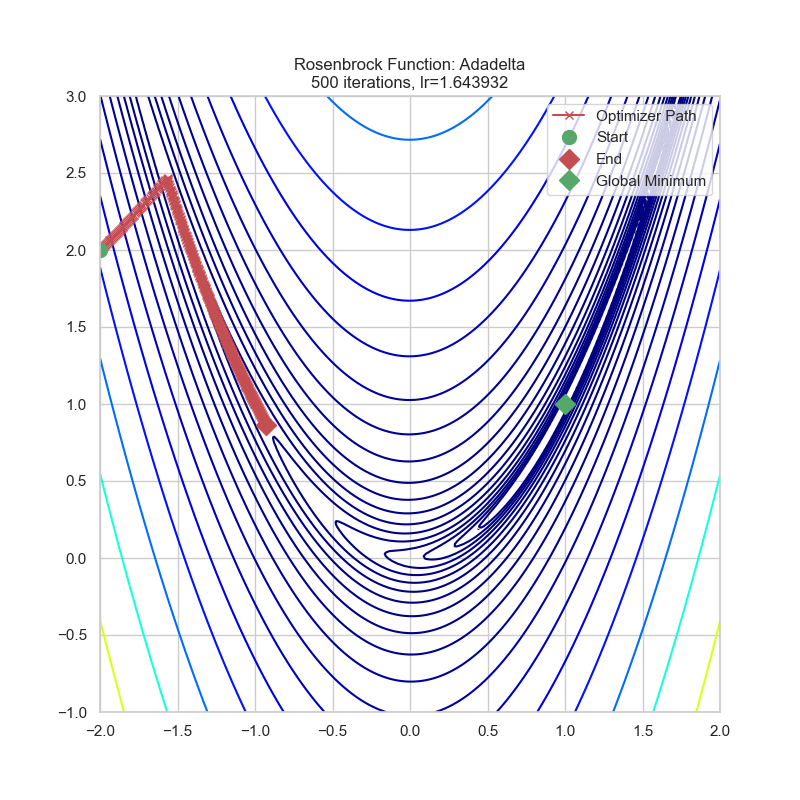 Rosenbrock Function: Adadelta
500 iterations, lr=1.643932
Optimizer Path
Start
End
Global Minimum
3.0
2.5
2.0
1.5
1.0
0.5
0.0
−0.5
−1.0
−2.0 −1.5 −1.0 −0.5 0.0 0.5 1.0 1.5 2.0